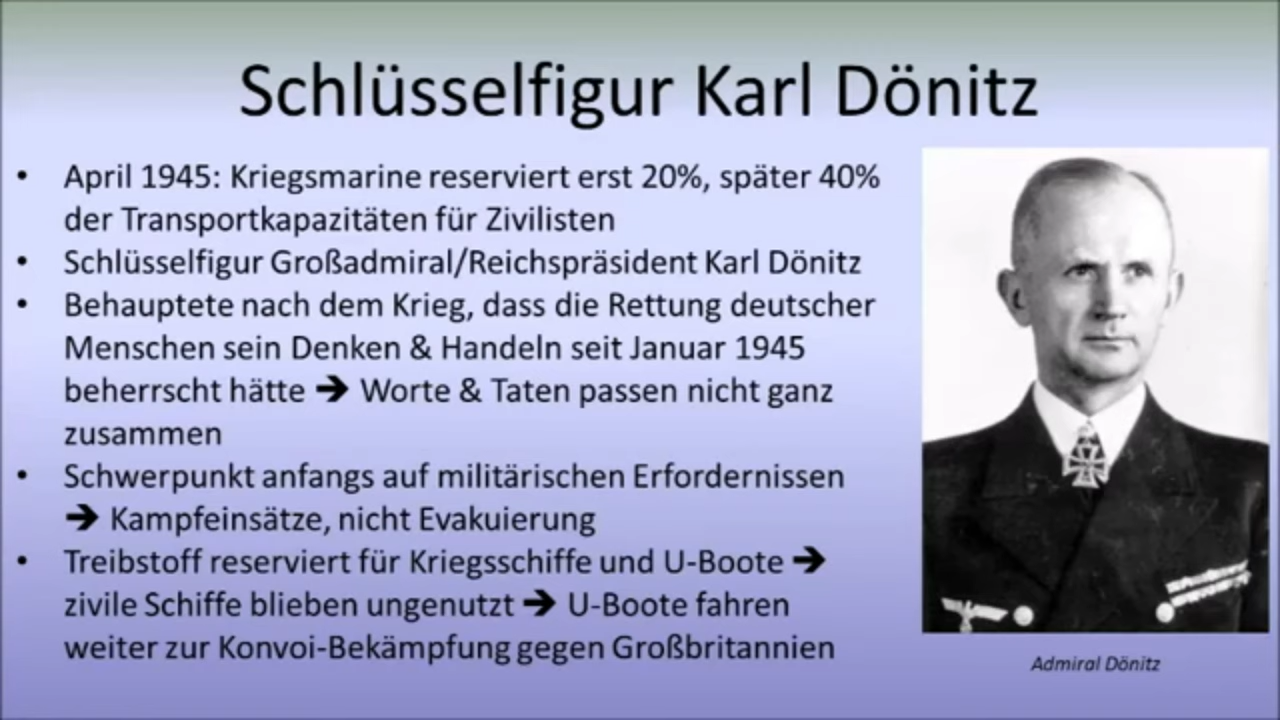 Schlüsselfigur Karl Dönitz
• April 1945: Kriegsmarine reserviert erst 20%, später 40%
der Transportkapazitäten für Zivilisten
• Schlüsselfigur Großadmiral/Reichspräsident Karl Dönitz
• Behauptete nach dem Krieg, dass die Rettung deutscher
Menschen sein Denken & Handeln seit Januar 1945
beherrscht hätte ➔ Worte & Taten passen nicht ganz
zusammen
• Schwerpunkt anfangs auf militärischen Erfordernissen
➔ Kampfeinsätze, nicht Evakuierung
• Treibstoff reserviert für Kriegsschiffe und U-Boote ➔
zivile Schiffe blieben ungenutzt ➔ U-Boote fahren
weiter zur Konvoi-Bekämpfung gegen Großbritannien
Admiral Dönitz